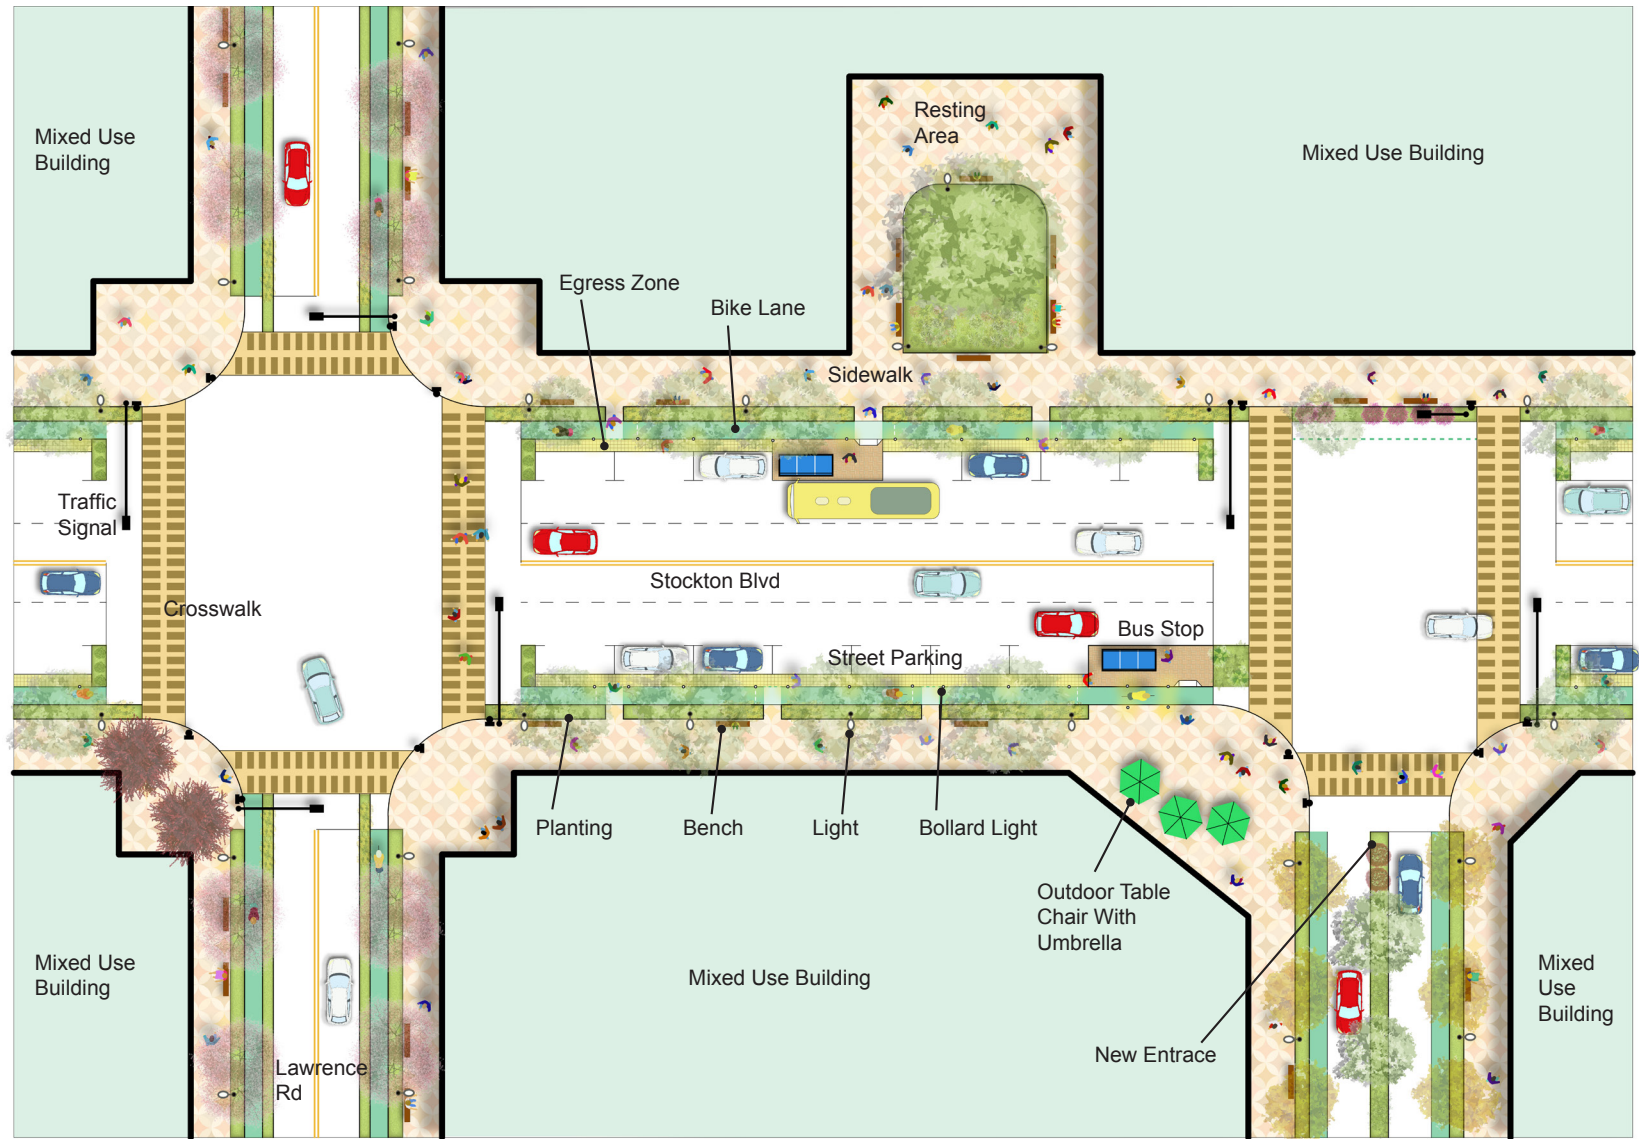 Resting
Area
Mixed Use
Building
Mixed Use Building
Egress Zone
Bike Lane
Sidewalk
Traffic
Signal
Stockton Blvd
Crosswalk
Bus Stop
Street Parking
Planting
Bench
Light
Bollard Light
Outdoor Table
Chair With
Umbrella
Mixed Use
Building
Mixed Use Building
Mixed
Use
Building
New Entrace
Lawrence
Rd